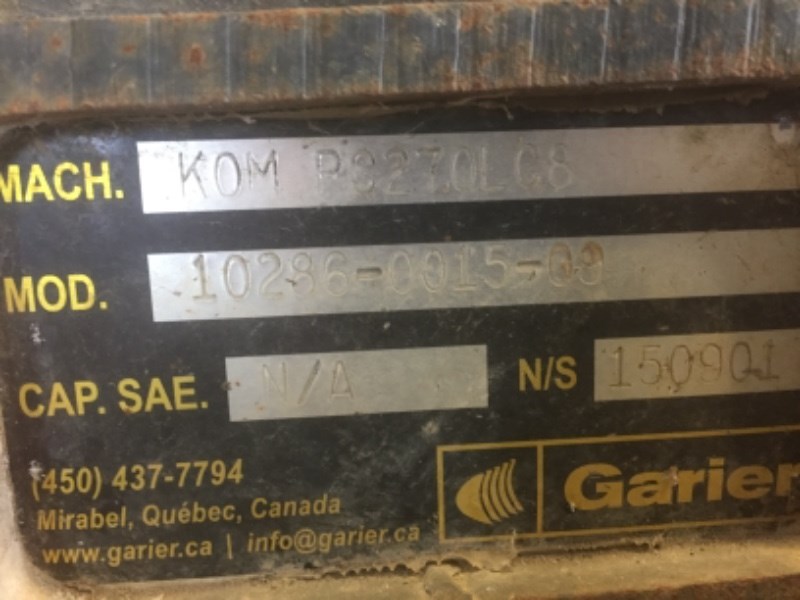 MACH. KOM PC270LC8
MOD. 10286-0015-08
CAP. SAE. N/A N/S 150901
(450) 437-7794
Mirabel, Québec, Canada
www.garier.ca | info@garier.ca
Garier